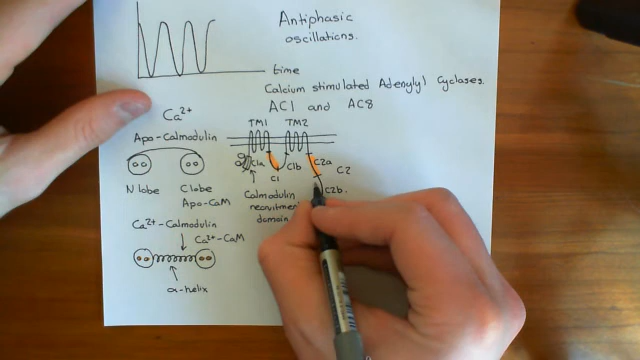 Antiphasic
oscillations.
time
Calcium stimulated Adenylyl Cyclases.
AC1 and AC8
Ca2+
Apo-Calmodulin
N lobe
C lobe
Apo-CaM
Ca2+-Calmodulin
Ca2+-CaM
α-helix
TM1
TM2
C1a
C1b
C1
C2a
C2
C2b.
Calmodulin
recruitment
domain